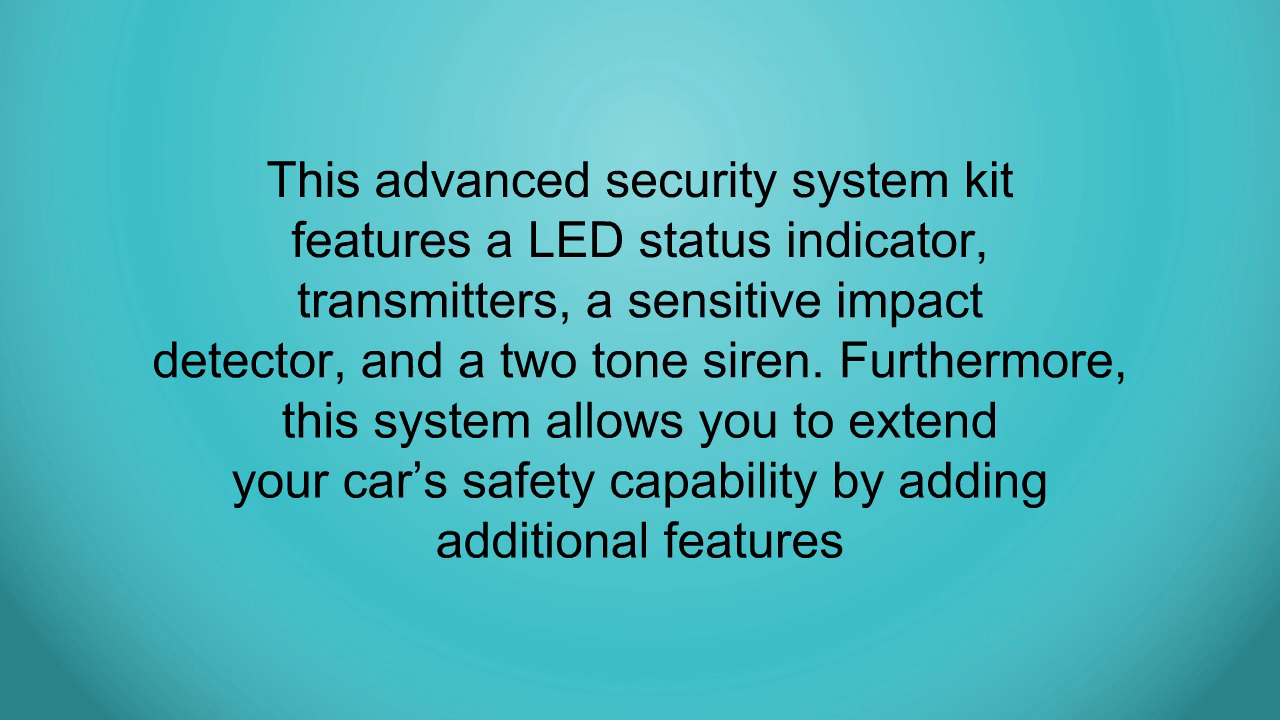 This advanced security system kit
features a LED status indicator,
transmitters, a sensitive impact
detector, and a two tone siren. Furthermore,
this system allows you to extend
your car’s safety capability by adding
additional features